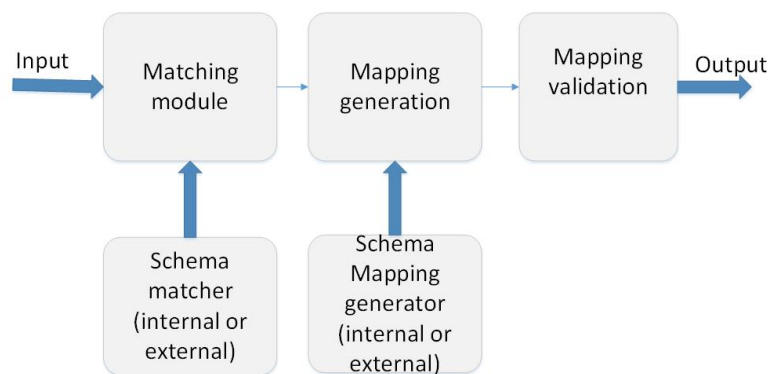 Input
Matching
module
Mapping
generation
Mapping
validation
Output
Schema
matcher
(internal or
external)
Schema
Mapping
generator
(internal or
external)